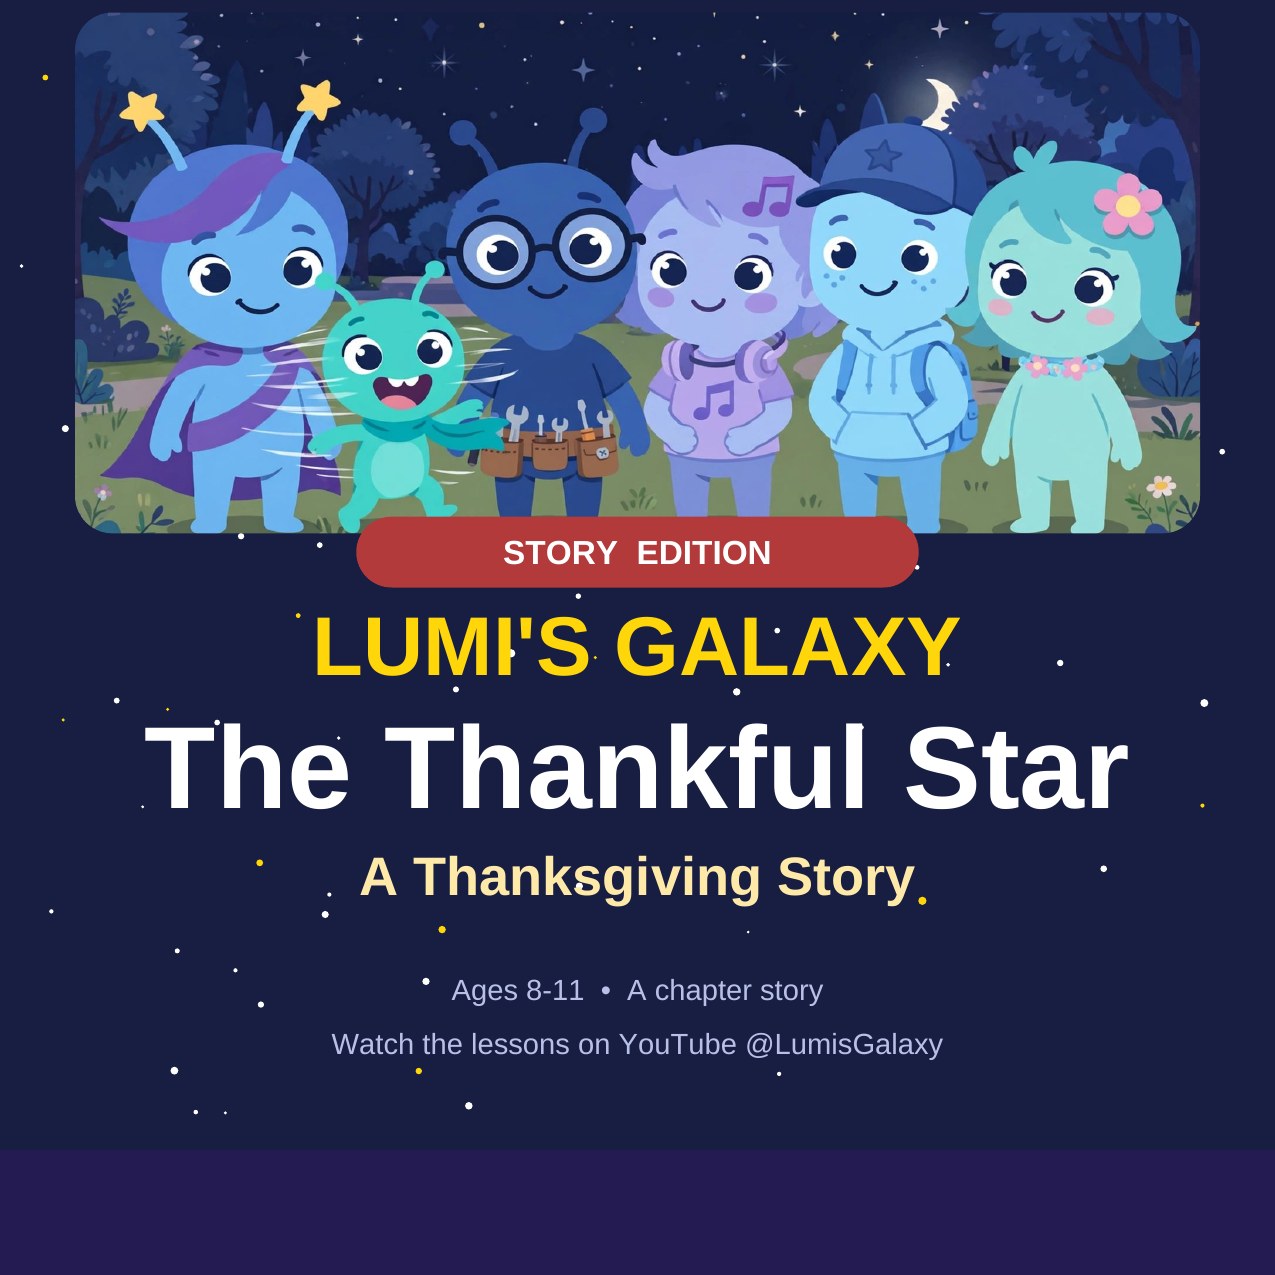 STORY EDITION
LUMI'S GALAXY
The Thankful Star
A Thanksgiving Story
Ages 8-11 • A chapter story
Watch the lessons on YouTube @LumisGalaxy